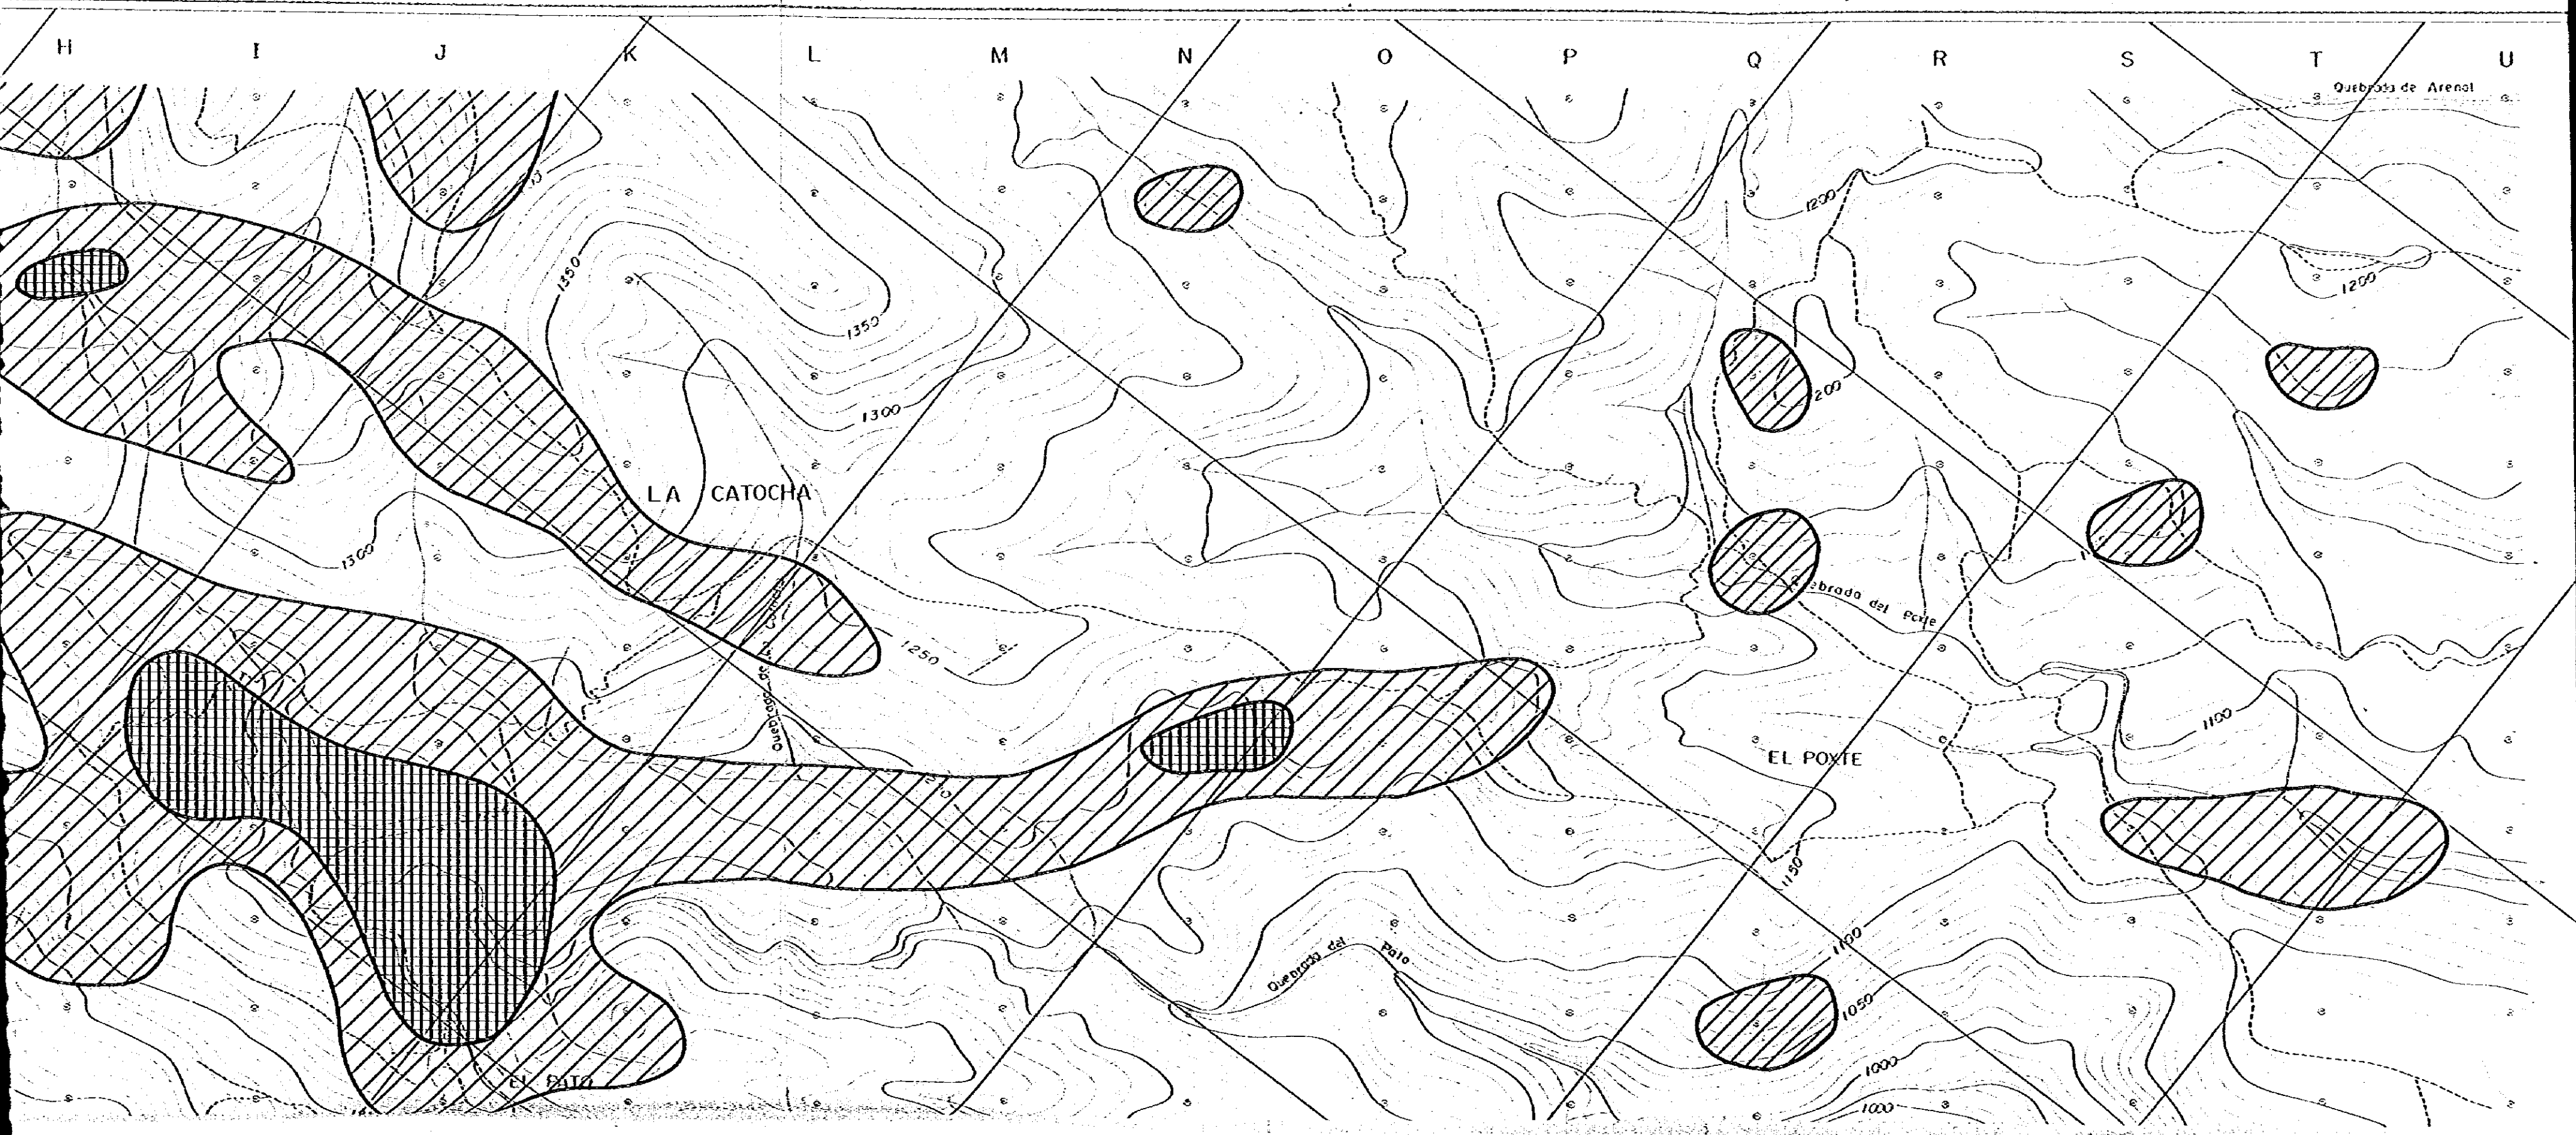 H I J K L M N O P Q R S T U
Quebrada de Arenal
1200
1350
1200
1350
200
1300
LA CATOCHA
1300
ebrada del Poxte
1250
1100
EL POXTE
1150
1100
Quebrada del Pato
1050
1000
EL PATO
1000